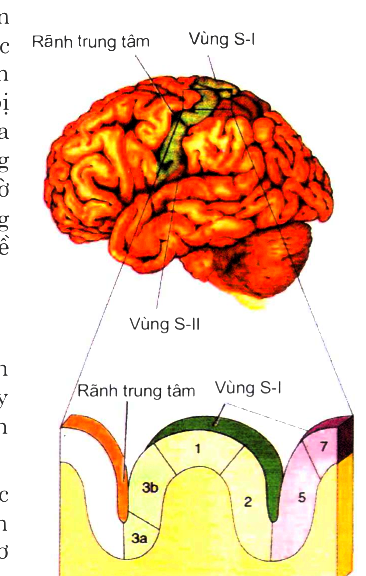 Rãnh trung tâm
Vùng S-I
Vùng S-II
Rãnh trung tâm
Vùng S-I
1
7
3b
2
5
3a